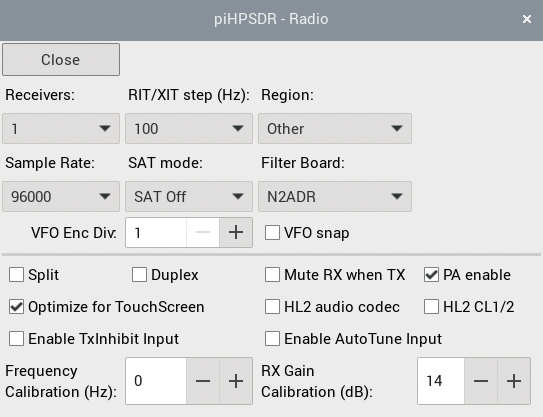 piHPSDR - Radio
Close
Receivers: RIT/XIT step (Hz): Region:
1 100 Other
Sample Rate: SAT mode: Filter Board:
96000 SAT Off N2ADR
VFO Enc Div: 1 VFO snap
Split Duplex Mute RX when TX PA enable
Optimize for TouchScreen HL2 audio codec HL2 CL1/2
Enable TxInhibit Input Enable AutoTune Input
Frequency RX Gain
Calibration (Hz): 0 Calibration (dB): 14